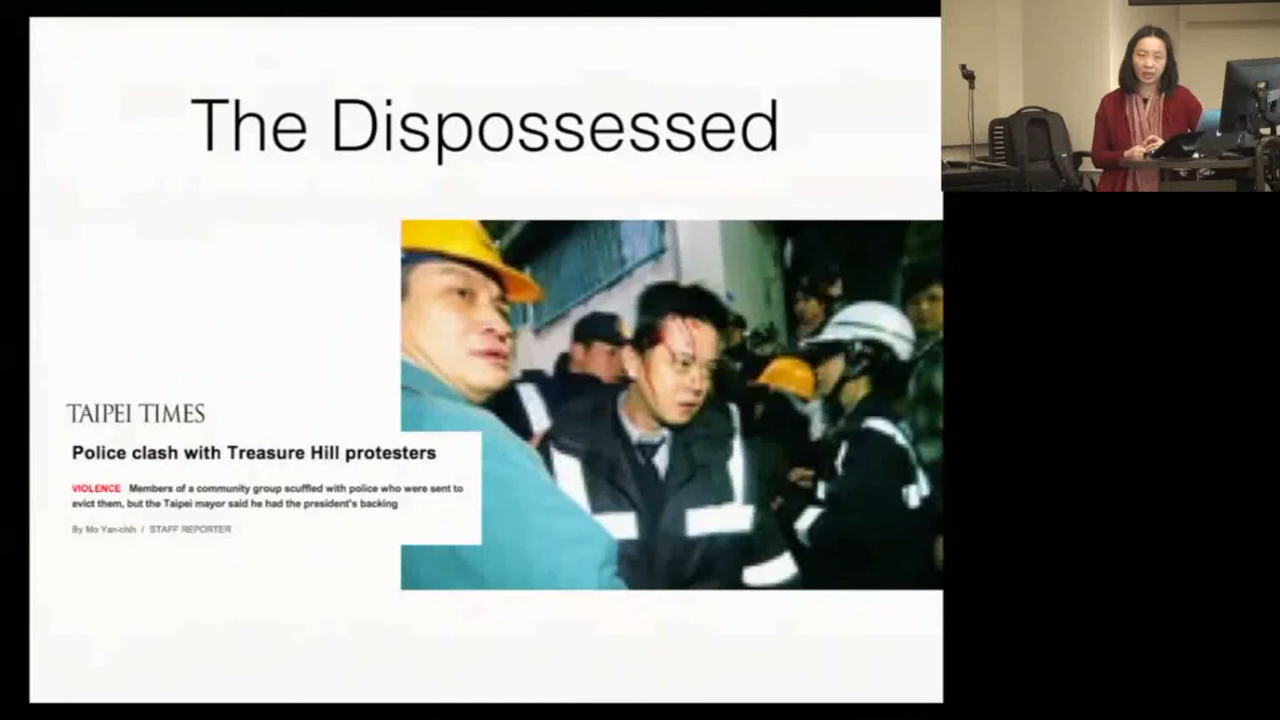 The Dispossessed
TAIPEI TIMES
Police clash with Treasure Hill protesters
VIOLENCE Members of a community group scuffled with police who were sent to
evict them, but the Taipei mayor said he had the president's backing
By Mo Yan-chih / STAFF REPORTER